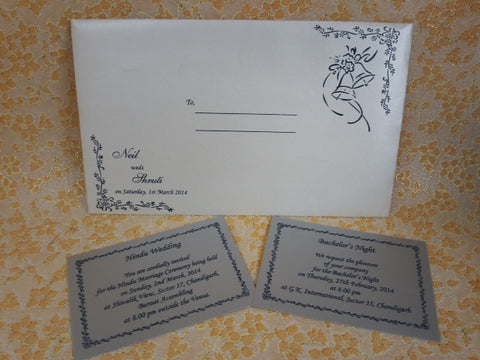 To,
Neil
weds
Shruti
on Saturday, 1st March 2014
Hindu Wedding
You are cordially invited
for the Hindu Marriage Ceremony being held
on Sunday, 2nd March, 2014
at Shivalik View, Sector 17, Chandigarh
Baraat Assembling
at 8:00 pm outside the Venue.
Bachelor's Night
We request the pleasure
of your company
for the Bachelor's Night
on Thursday, 27th February, 2014
at 8:00 pm
at G.K. International, Sector 35, Chandigarh